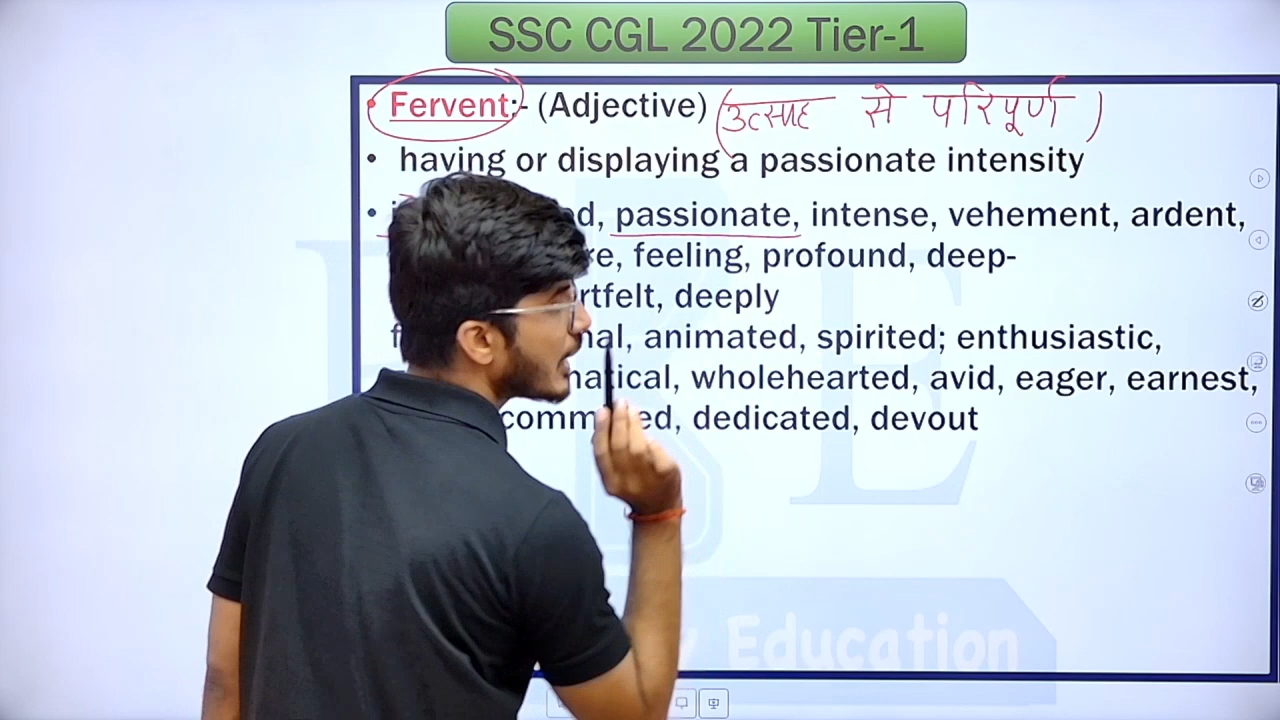 SSC CGL 2022 Tier-1
• Fervent:- (Adjective) (उत्साह से परिपूर्ण)
• having or displaying a passionate intensity
• passionate, intense, vehement, ardent,
feeling, profound, deep-
deeply
animated, spirited; enthusiastic,
wholehearted, avid, eager, earnest,
dedicated, devout
Education